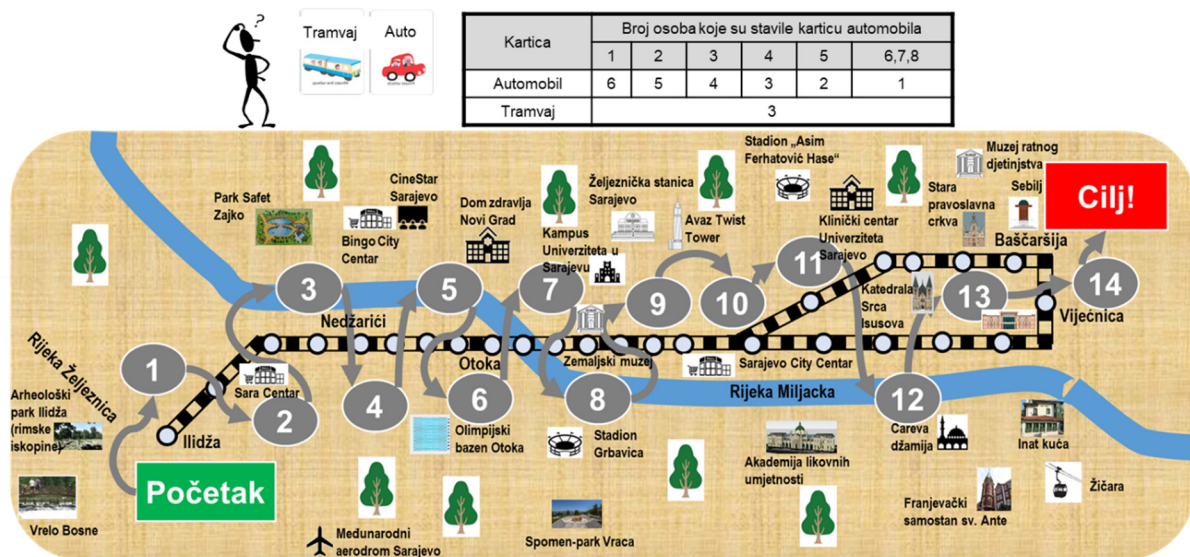 ?
Tramvaj
Auto
Kartica
Broj osoba koje su stavile karticu automobila
1 2 3 4 5 6,7,8
Automobil 6 5 4 3 2 1
Tramvaj 3
Stadion „Asim
Ferhatović Hase“
Muzej ratnog
djetinjstva
CineStar
Sarajevo
Park Safet
Zajko
Bingo City
Centar
Dom zdravlja
Novi Grad
Željeznička stanica
Sarajevo
Kampus
Univerziteta u
Sarajevu
Avaz Twist
Tower
Klinički centar
Univerziteta
Sarajevo
Stara
pravoslavna
crkva
Sebilj
Cilj!
Baščaršija
3
5
7
9
10
11
Katedrala
Srca
Isusova
13
14
Vijećnica
Nedžarići
Otoka
Zemaljski muzej
Sarajevo City Centar
Rijeka Željeznica
1
Sara Centar
2
4
6
8
Rijeka Miljacka
12
Arheološki
park Ilidža
(rimske
iskopine)
Ilidža
Olimpijski
bazen Otoka
Stadion
Grbavica
Careva
džamija
Inat kuća
Početak
Akademija likovnih
umjetnosti
Franjevački
samostan sv. Ante
Žičara
Vrelo Bosne
Međunarodni
aerodrom Sarajevo
Spomen-park Vraca